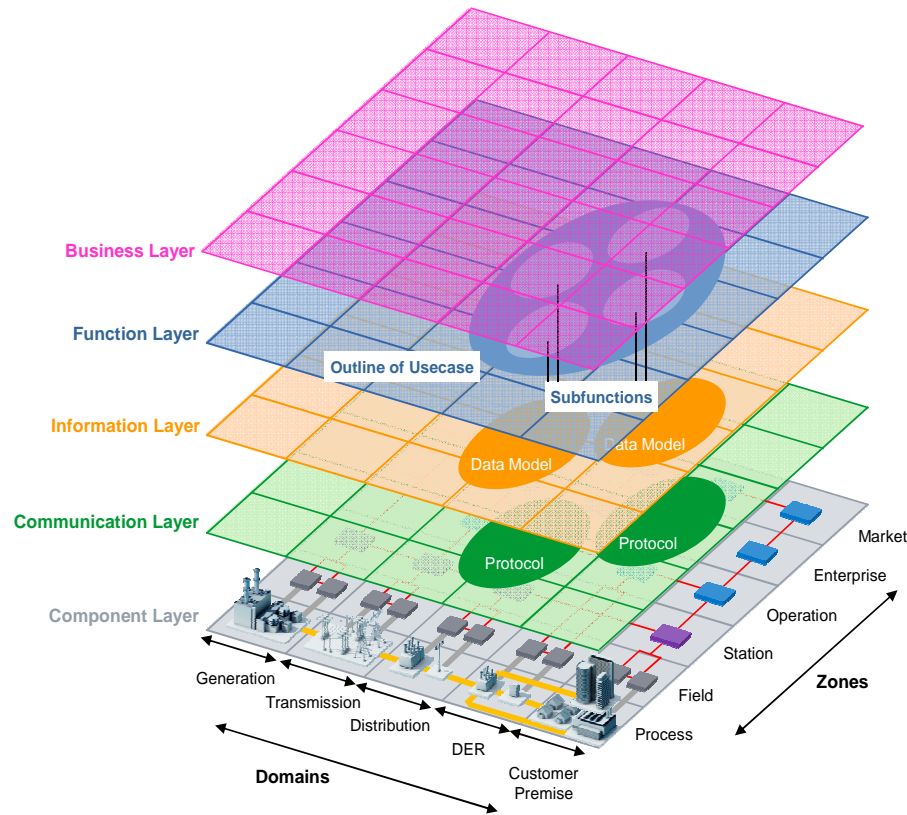 Business Layer
Function Layer
Outline of Usecase
Subfunctions
Information Layer
Data Model
Data Model
Communication Layer
Protocol
Protocol
Component Layer
Market
Enterprise
Operation
Station
Field
Process
Zones
Generation
Transmission
Distribution
DER
Customer
Premise
Domains